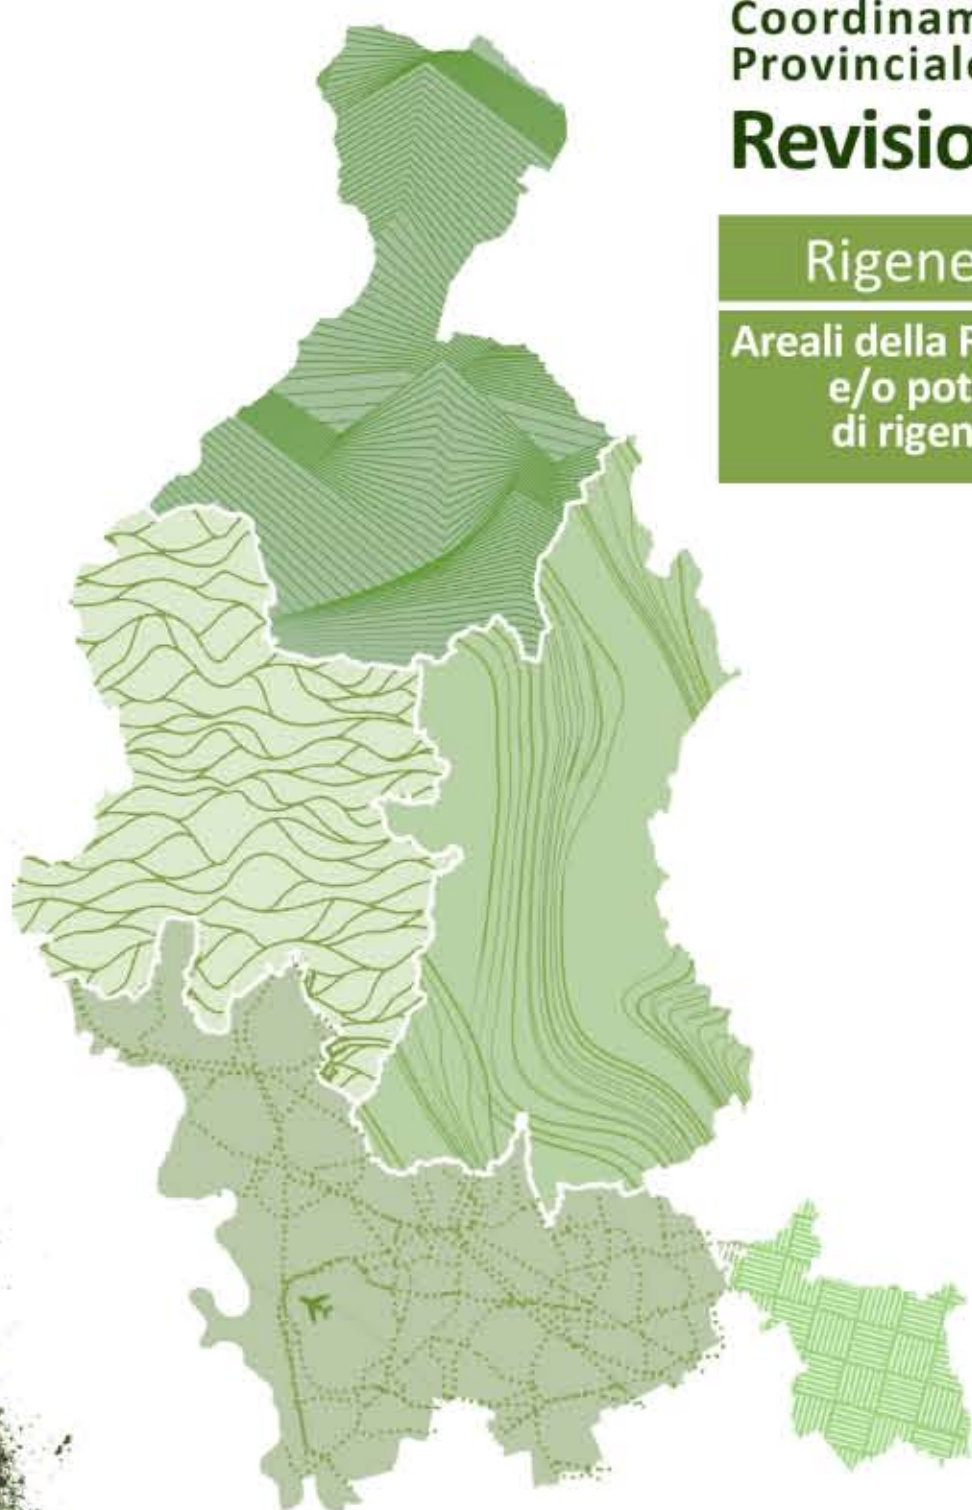 Coordinam
Provinciale
Revisio
Rigene
Areali della R
e/o pot
di rigen